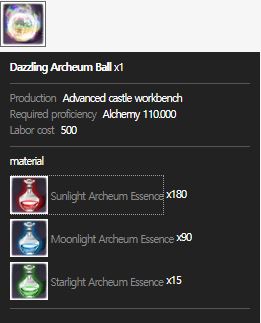 Dazzling Archeum Ball x1
Production Advanced castle workbench
Required proficiency Alchemy 110.000
Labor cost 500
material
Sunlight Archeum Essence x180
Moonlight Archeum Essence x90
Starlight Archeum Essence x15